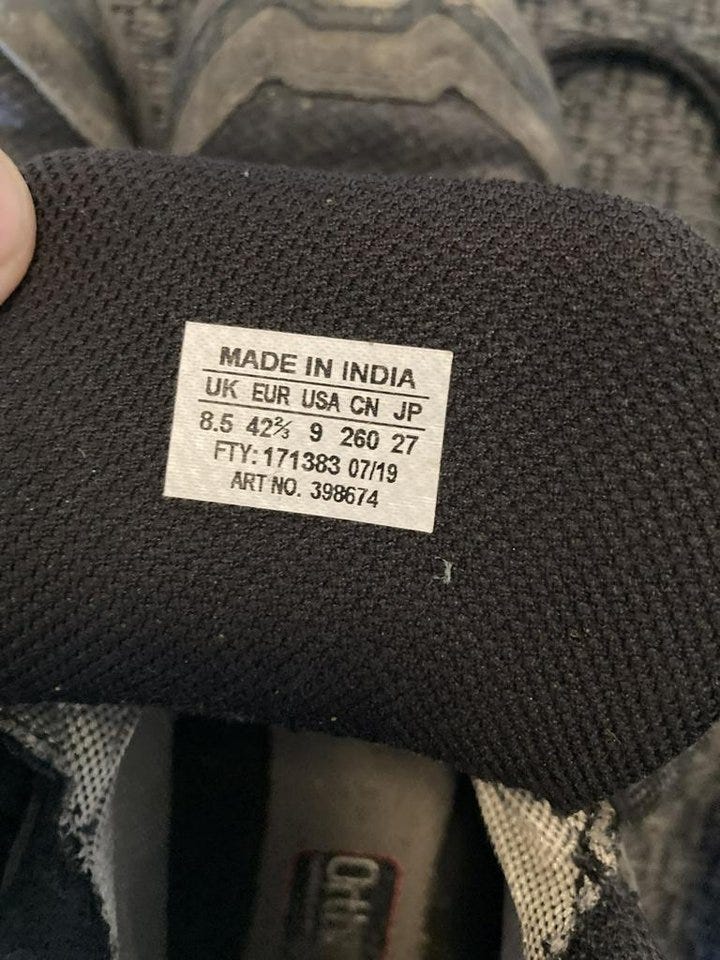 MADE IN INDIA
UK EUR USA CN JP
8.5 42⅔ 9 260 27
FTY: 171383 07/19
ART NO. 398674